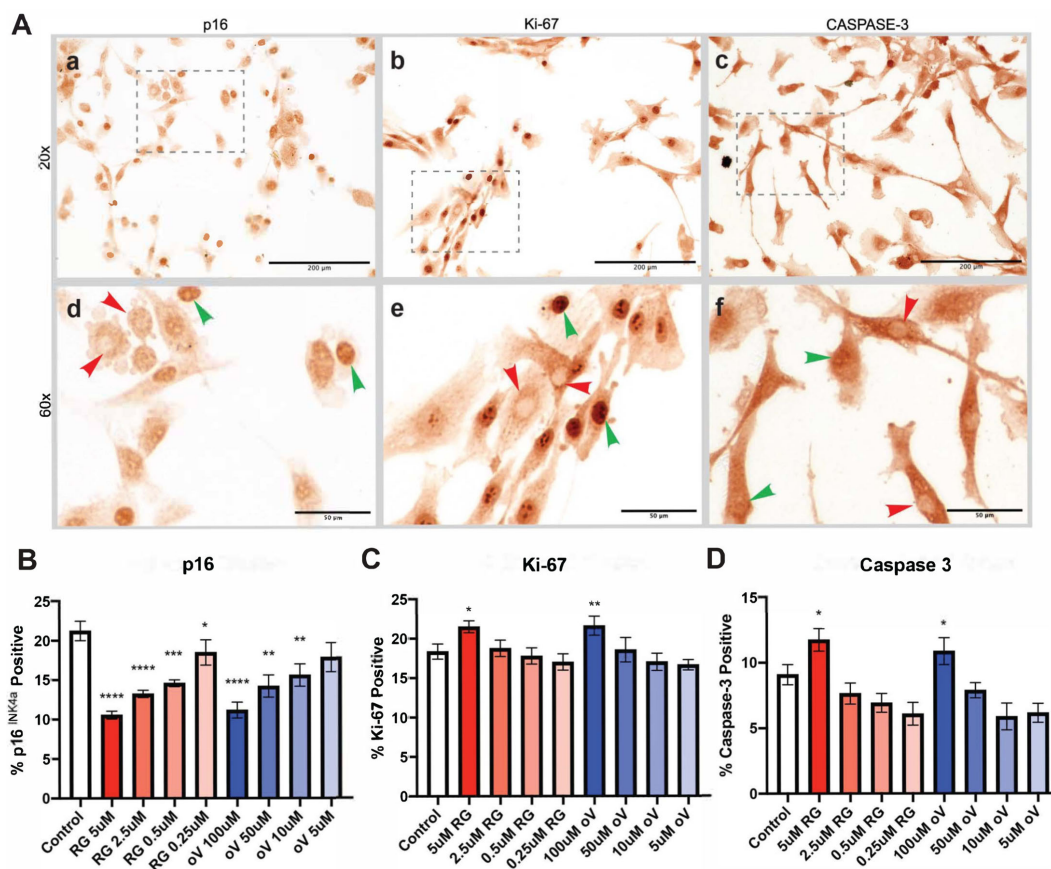 A
p16
Ki-67
CASPASE-3
20x
a
b
c
200 µm
200 µm
200 µm
60x
d
e
f
50 µm
50 µm
50 µm
B
p16
% p16 INK4a Positive
25
20
15
10
5
0
****
****
***
*
****
**
**
Control
RG 5uM
RG 2.5uM
RG 0.5uM
RG 0.25uM
oV 100uM
oV 50uM
oV 10uM
oV 5uM
C
Ki-67
% Ki-67 Positive
25
20
15
10
5
0
*
**
Control
5uM RG
2.5uM RG
0.5uM RG
0.25uM RG
100uM oV
50uM oV
10uM oV
5uM oV
D
Caspase 3
% Caspase-3 Positive
15
10
5
0
*
*
Control
5uM RG
2.5uM RG
0.5uM RG
0.25uM RG
100uM oV
50uM oV
10uM oV
5uM oV